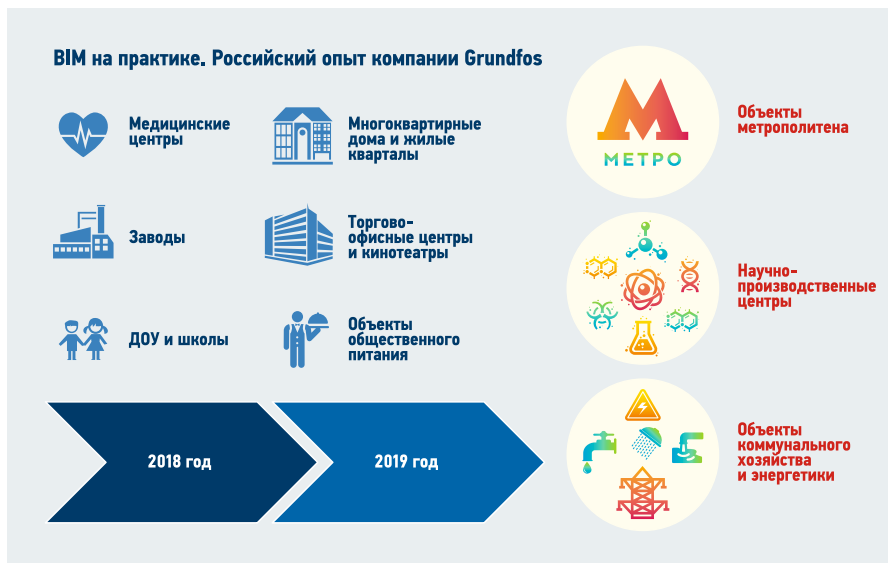 BIM на практике. Российский опыт компании Grundfos
Медицинские
центры
Многоквартирные
дома и жилые
кварталы
Заводы
Торгово-
офисные центры
и кинотеатры
ДОУ и школы
Объекты
общественного
питания
2018 год
2019 год
МЕТРО
Объекты
метрополитена
Научно-
производственные
центры
Объекты
коммунального
хозяйства
и энергетики